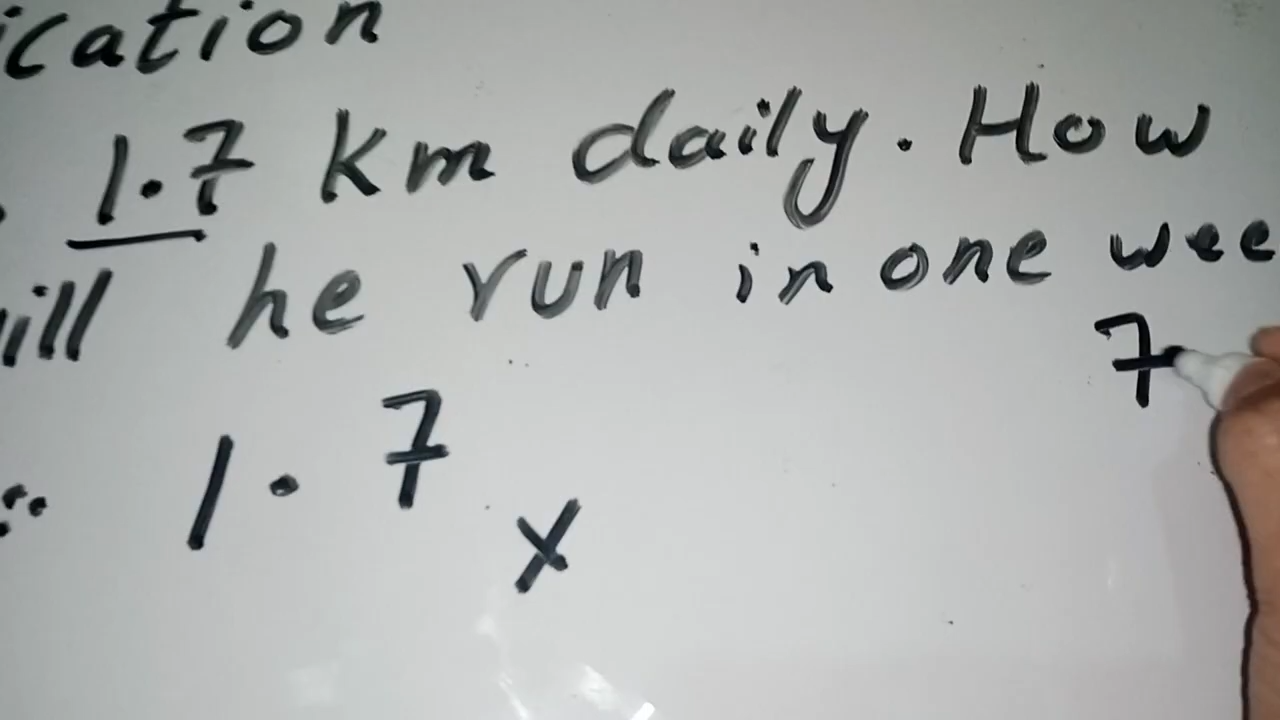 ication
1.7 km daily. How
ill he run in one wee
7
1.7
x